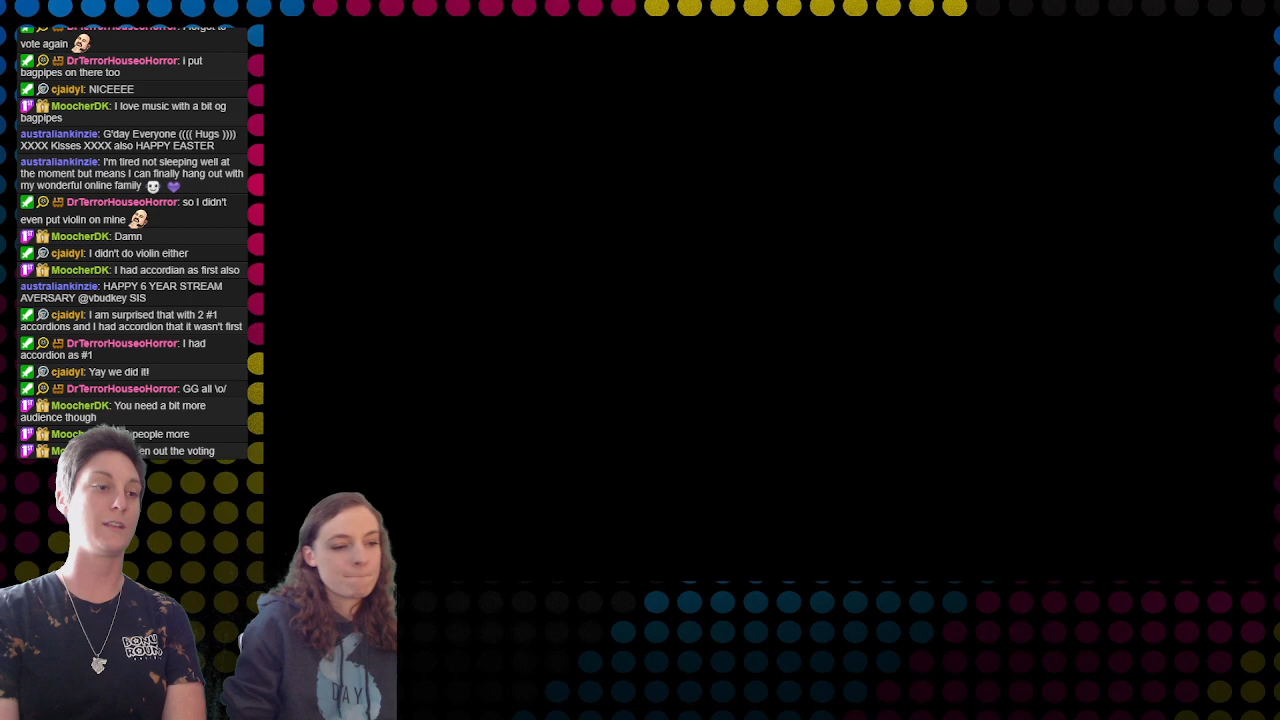 vote again
DrTerrorHouseoHorror: i put
bagpipes on there too
cjaidyl: NICEEEE
MoocherDK: I love music with a bit og
bagpipes
australiankinzie: G'day Everyone (((( Hugs ))))
XXXX Kisses XXXX also HAPPY EASTER
australiankinzie: I'm tired not sleeping well at
the moment but means I can finally hang out with
my wonderful online family
DrTerrorHouseoHorror: so I didn't
even put violin on mine
MoocherDK: Damn
cjaidyl: I didn't do violin either
MoocherDK: I had accordian as first also
australiankinzie: HAPPY 6 YEAR STREAM
AVERSARY @vbudkey SIS
cjaidyl: I am surprised that with 2 #1
accordions and I had accordion that it wasn't first
DrTerrorHouseoHorror: I had
accordion as #1
cjaidyl: Yay we did it!
DrTerrorHouseoHorror: GG all \o/
MoocherDK: You need a bit more
audience though
people more
out the voting
DAY